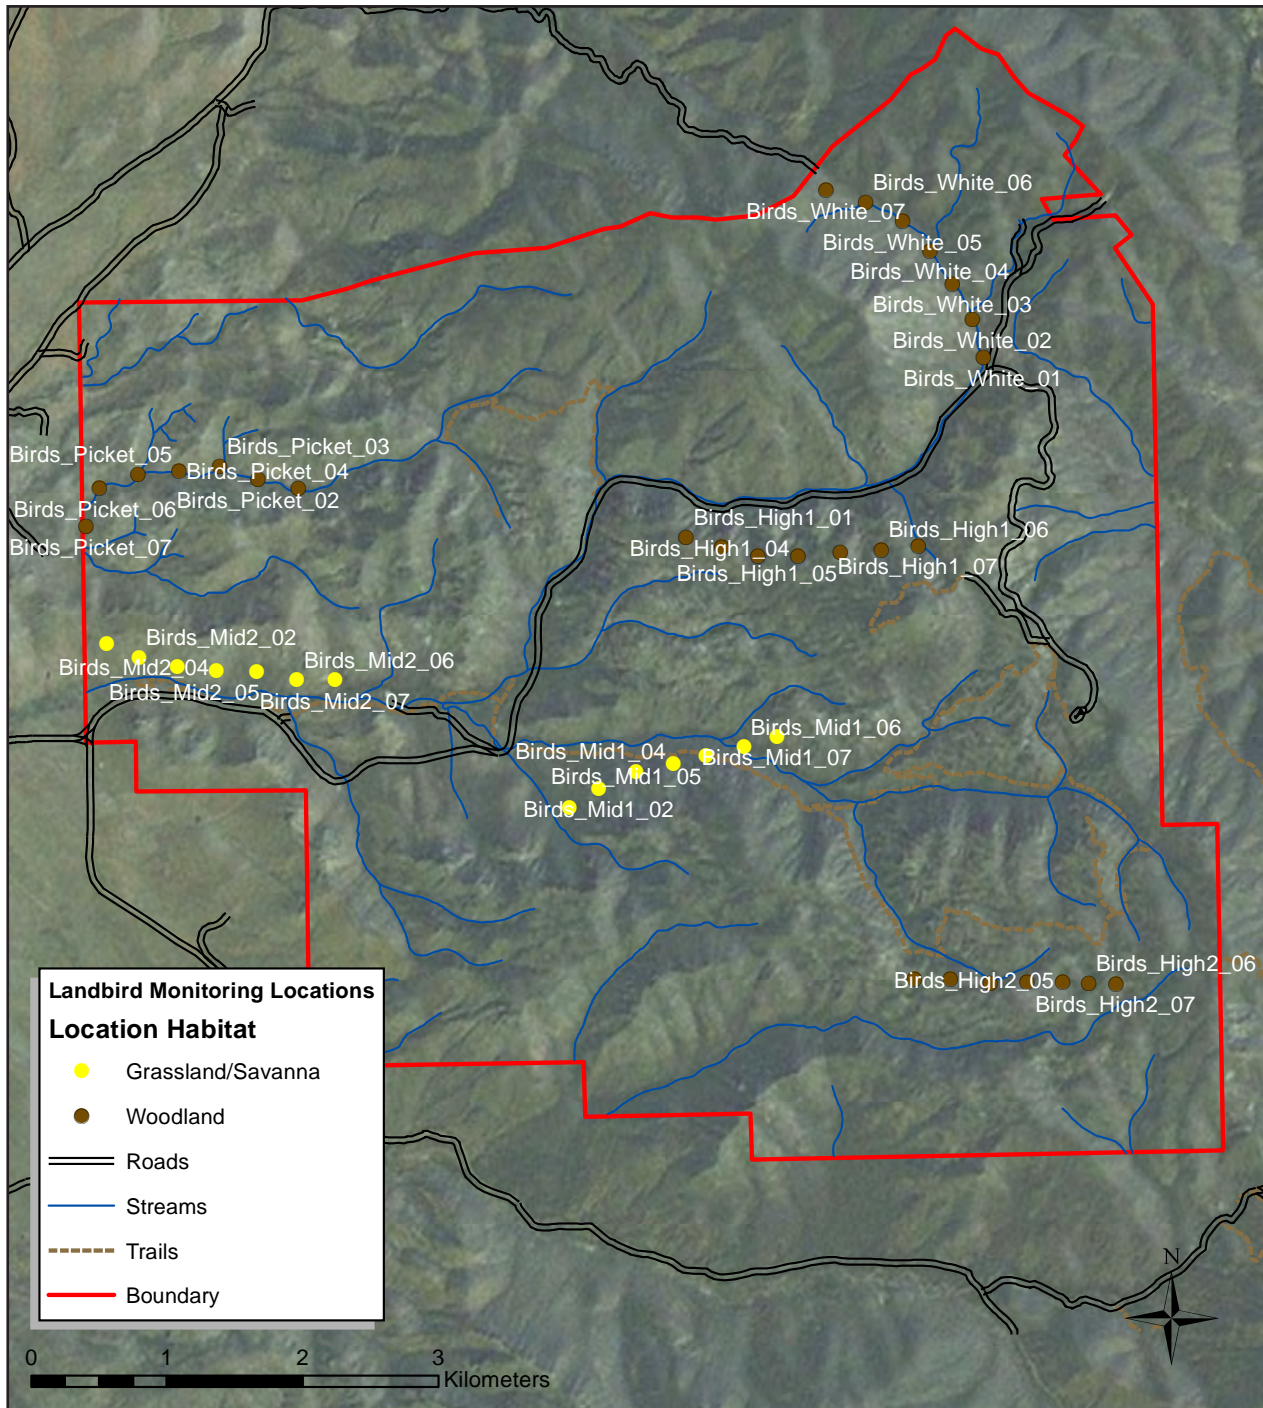 Birds_White_06
Birds_White_07
Birds_White_05
Birds_White_04
Birds_White_03
Birds_White_02
Birds_White_01
Birds_Picket_03
Birds_Picket_05
Birds_Picket_04
Birds_Picket_02
Birds_Picket_06
Birds_Picket_07
Birds_High1_01
Birds_High1_06
Birds_High1_04
Birds_High1_07
Birds_High1_05
Birds_Mid2_02
Birds_Mid2_06
Birds_Mid2_04
Birds_Mid2_05
Birds_Mid2_07
Birds_Mid1_06
Birds_Mid1_04
Birds_Mid1_07
Birds_Mid1_05
Birds_Mid1_02
Birds_High2_06
Birds_High2_05
Birds_High2_07
Landbird Monitoring Locations
Location Habitat
Grassland/Savanna
Woodland
Roads
Streams
Trails
Boundary
N
0 1 2 3
Kilometers